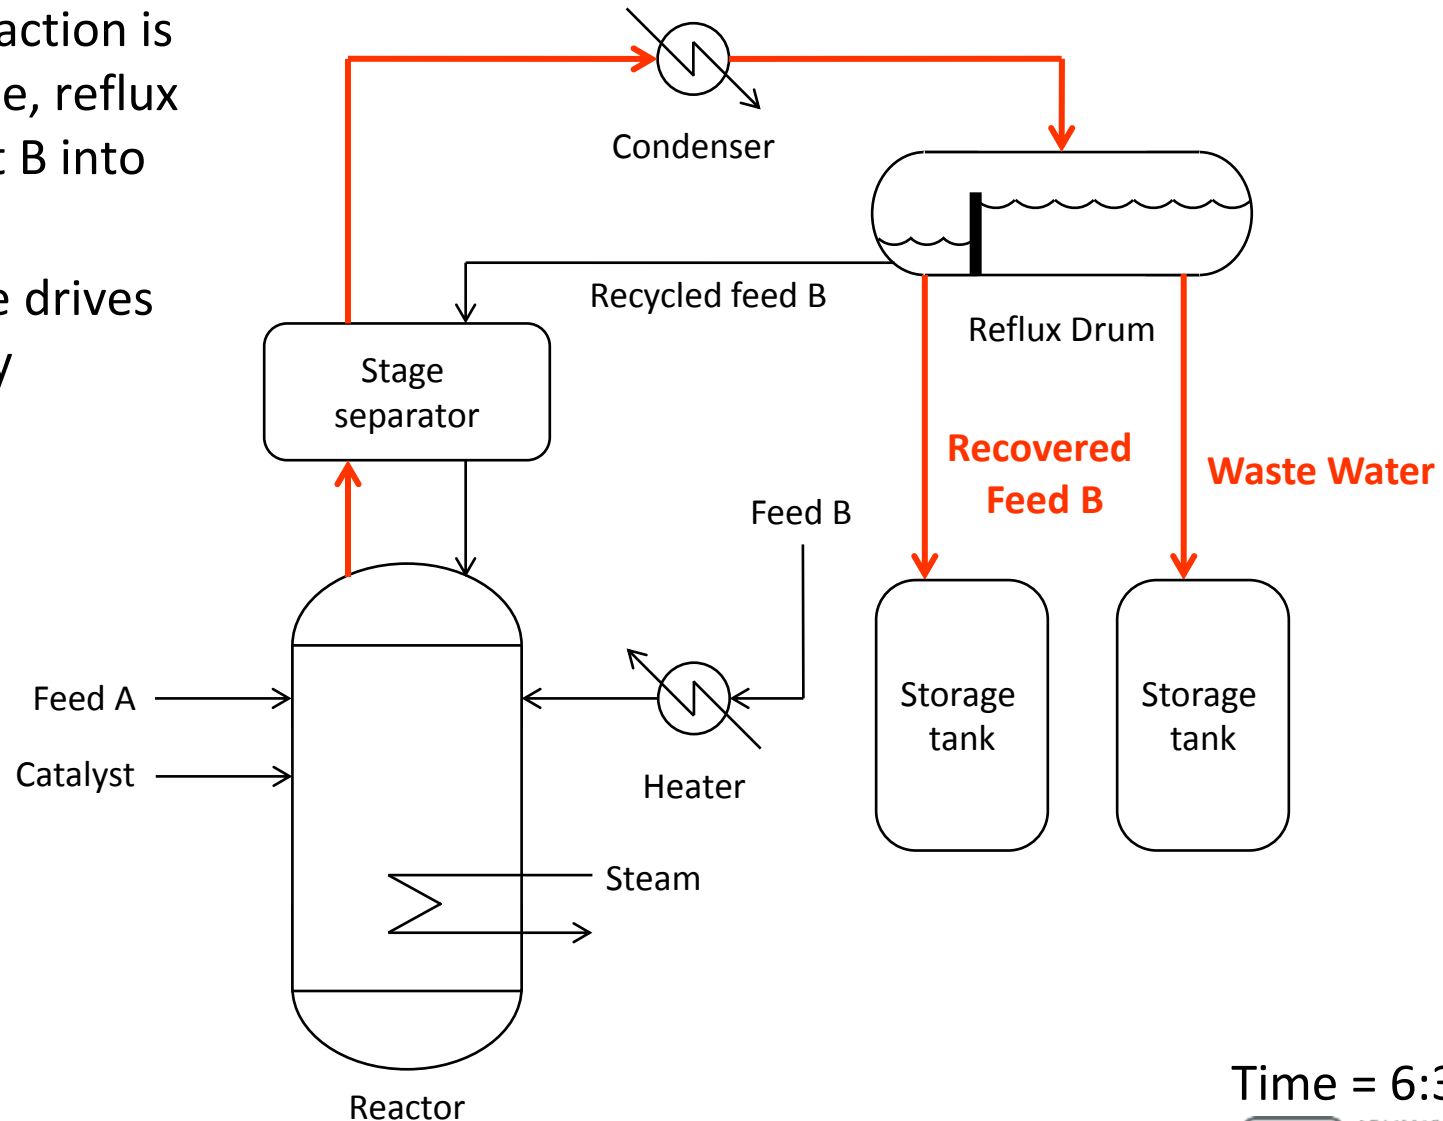 action is
e, reflux
t B into
e drives
y
Condenser
Recycled feed B
Reflux Drum
Stage
separator
Recovered
Feed B
Waste Water
Feed B
Feed A
Catalyst
Heater
Storage
tank
Storage
tank
Steam
Reactor
Time = 6:3